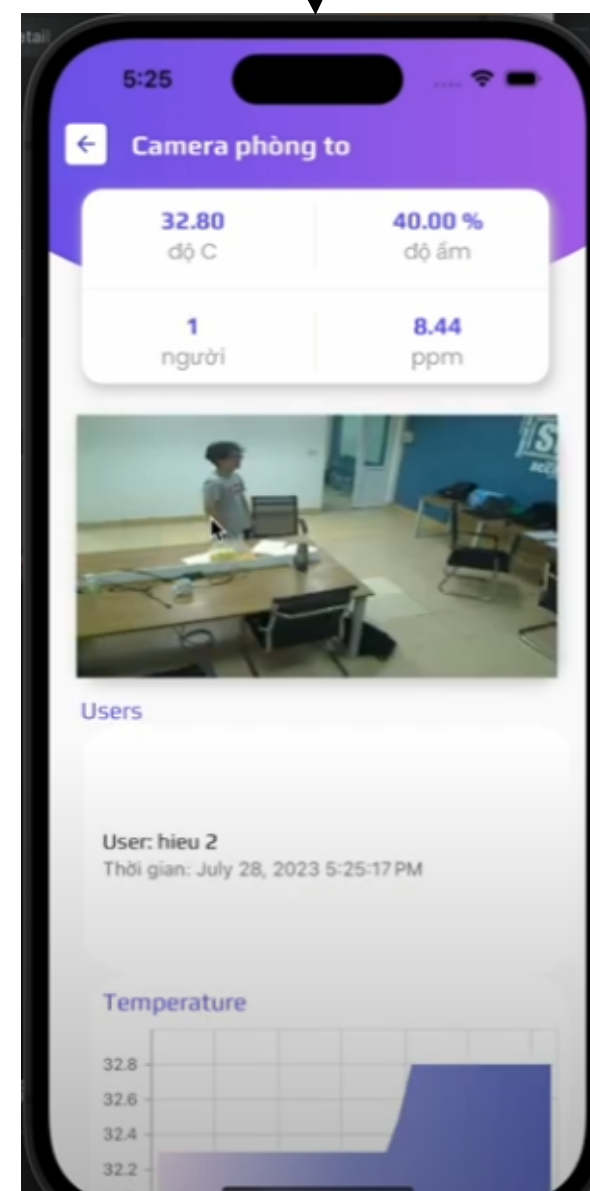 etail
5:25
Camera phòng to
32.80
độ C
40.00 %
độ ẩm
1
người
8.44
ppm
Users
User: hieu 2
Thời gian: July 28, 2023 5:25:17 PM
Temperature
32.8
32.6
32.4
32.2